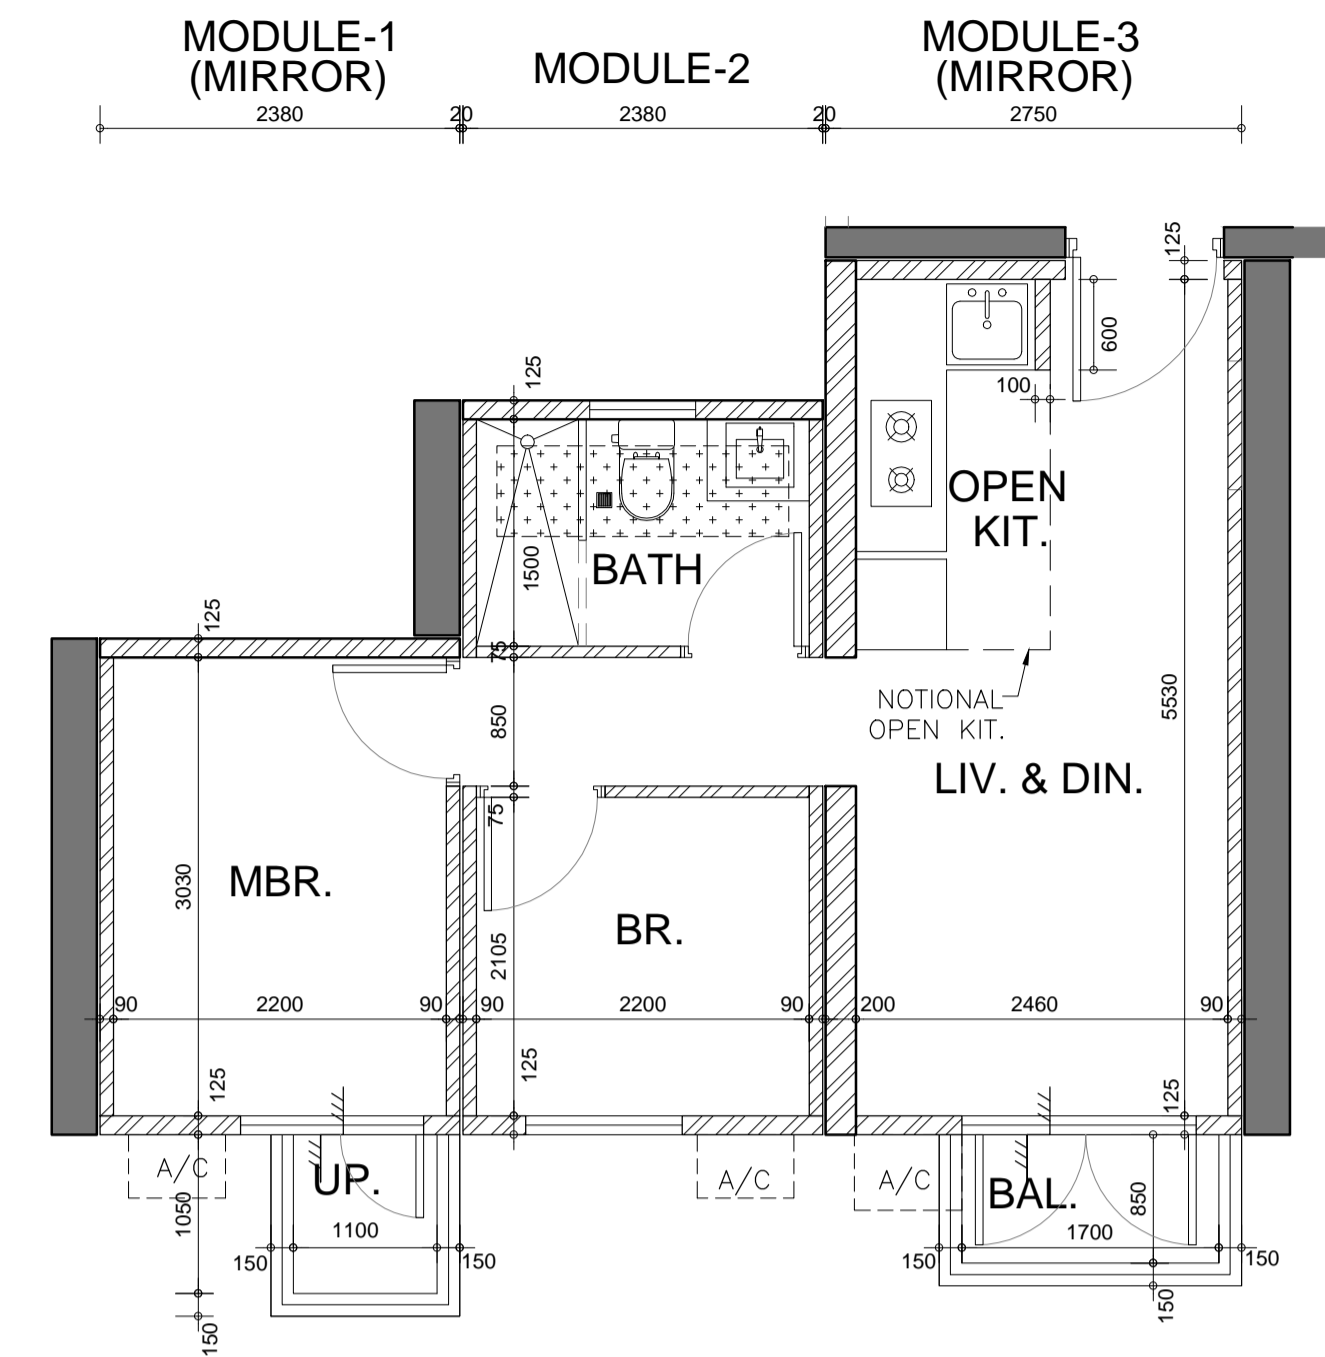 MODULE-1
(MIRROR)
MODULE-2
MODULE-3
(MIRROR)
2380
20
2380
20
2750
125
600
100
125
OPEN
KIT.
1500
BATH
125
75
NOTIONAL
OPEN KIT.
850
5530
LIV. & DIN.
75
3030
MBR.
BR.
2105
90
2200
90
90
2200
90
200
2460
90
125
125
125
A/C
UP.
A/C
A/C
BAL.
1050
850
150
1100
150
150
1700
150
150
150